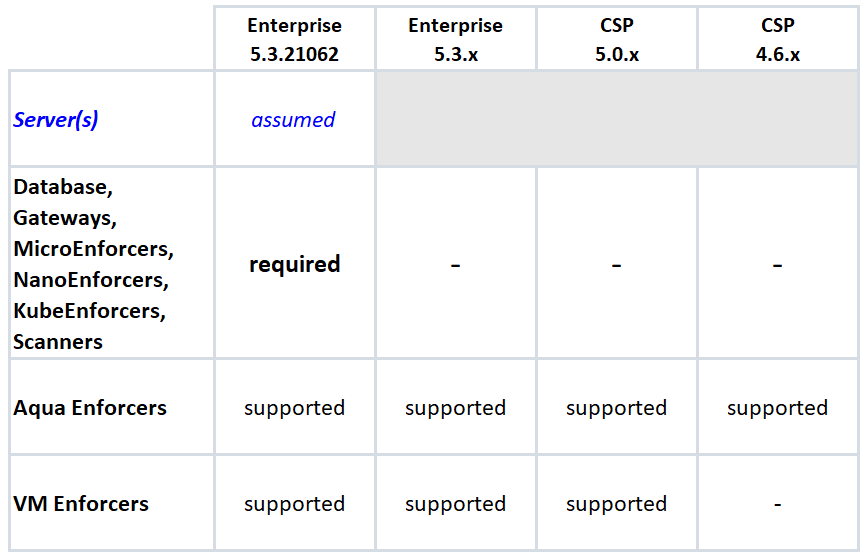 Enterprise Enterprise CSP CSP
5.3.21062 5.3.x 5.0.x 4.6.x
Server(s) assumed
Database,
Gateways,
MicroEnforcers,
NanoEnforcers,
KubeEnforcers,
Scanners
required - - -
Aqua Enforcers supported supported supported supported
VM Enforcers supported supported supported -